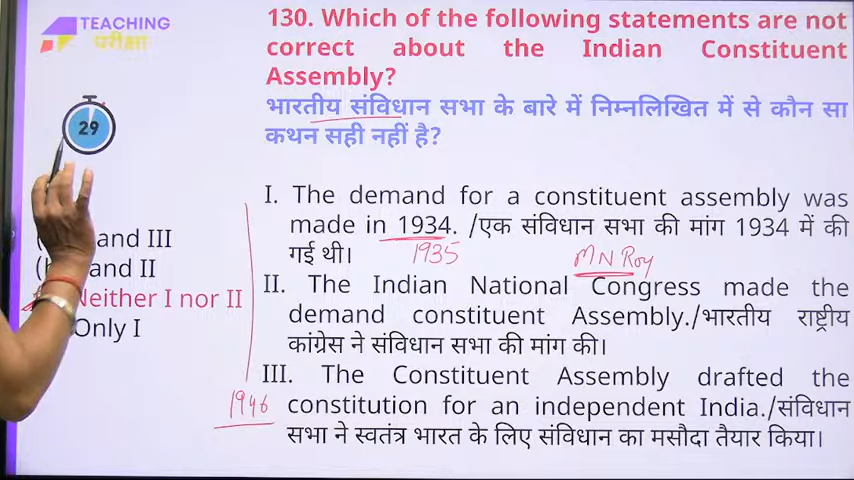 TEACHING
परीक्षा
130. Which of the following statements are not
correct about the Indian Constituent
Assembly?
भारतीय संविधान सभा के बारे में निम्नलिखित में से कौन सा
कथन सही नहीं है?
29
I. The demand for a constituent assembly was
made in 1934. /एक संविधान सभा की मांग 1934 में की
गई थी।
1935
M N Roy
II. The Indian National Congress made the
demand constituent Assembly./भारतीय राष्ट्रीय
कांग्रेस ने संविधान सभा की मांग की।
III. The Constituent Assembly drafted the
1946
constitution for an independent India./संविधान
सभा ने स्वतंत्र भारत के लिए संविधान का मसौदा तैयार किया।
and III
and II
Neither I nor II
Only I